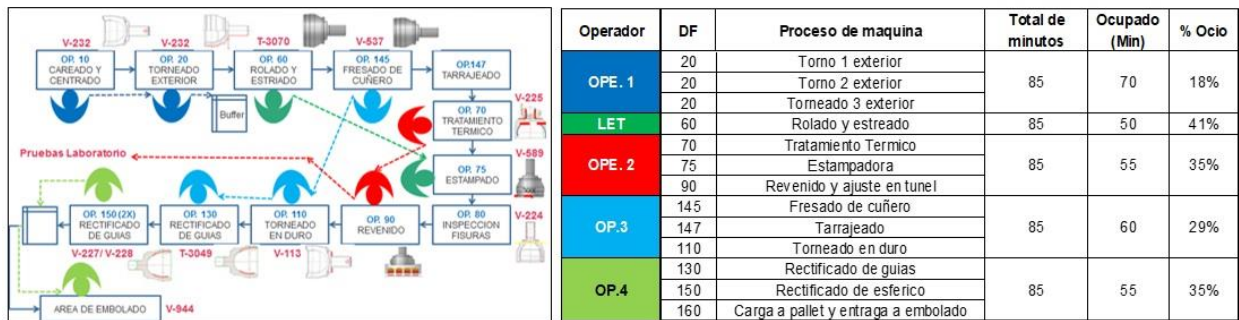 V-232
V-232
T-3070
V-537
OP. 10
CAREADO Y
CENTRADO
OP. 20
TORNEADO
EXTERIOR
OP. 60
ROLADO Y
ESTRIADO
OP. 145
FRESADO DE
CUÑERO
OP.147
TARRAJEADO
Buffer
OP. 70
TRATAMIENTO
TERMICO
V-225
Pruebas Laboratorio
OP. 75
ESTAMPADO
V-589
OP. 150 (2X)
RECTIFICADO
DE GUIAS
OP. 130
RECTIFICADO
DE GUIAS
OP. 110
TORNEADO
EN DURO
OP. 90
REVENIDO
OP. 80
INSPECCION
FISURAS
V-224
V-227/ V-228
T-3049
V-113
AREA DE EMBOLADO
V-944
Operador DF Proceso de maquina Total de minutos Ocupado (Min) % Ocio
OPE. 1 20 Torno 1 exterior 85 70 18%
20 Torno 2 exterior
20 Torneado 3 exterior
LET 60 Rolado y estreado 85 50 41%
OPE. 2 70 Tratamiento Termico 85 55 35%
75 Estampadora
90 Revenido y ajuste en tunel
OP.3 145 Fresado de cuñero 85 60 29%
147 Tarrajeado
110 Torneado en duro
OP.4 130 Rectificado de guias 85 55 35%
150 Rectificado de esferico
160 Carga a pallet y entraga a embolado